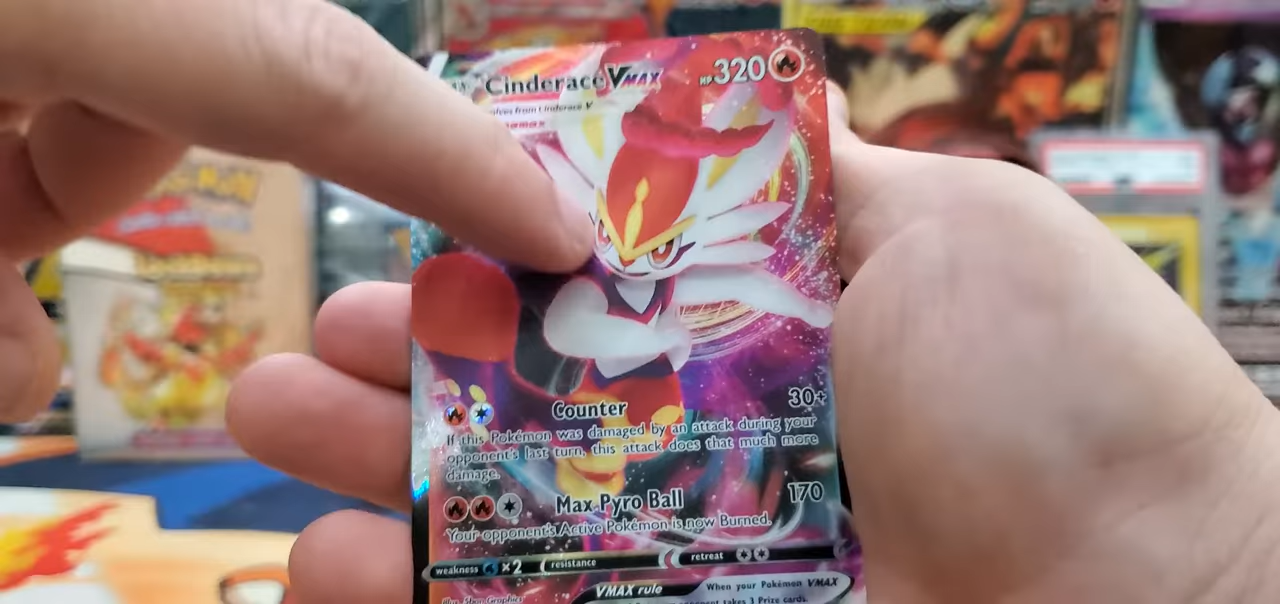 Cinderace VMAX HP 320
olves from Cinderace V
namax
Counter 30+
If this Pokémon was damaged by an attack during your
opponent's last turn, this attack does that much more
damage.
Max Pyro Ball 170
Your opponent's Active Pokémon is now Burned.
weakness ×2 resistance retreat
VMAX rule When your Pokémon VMAX
takes 3 Prize cards.